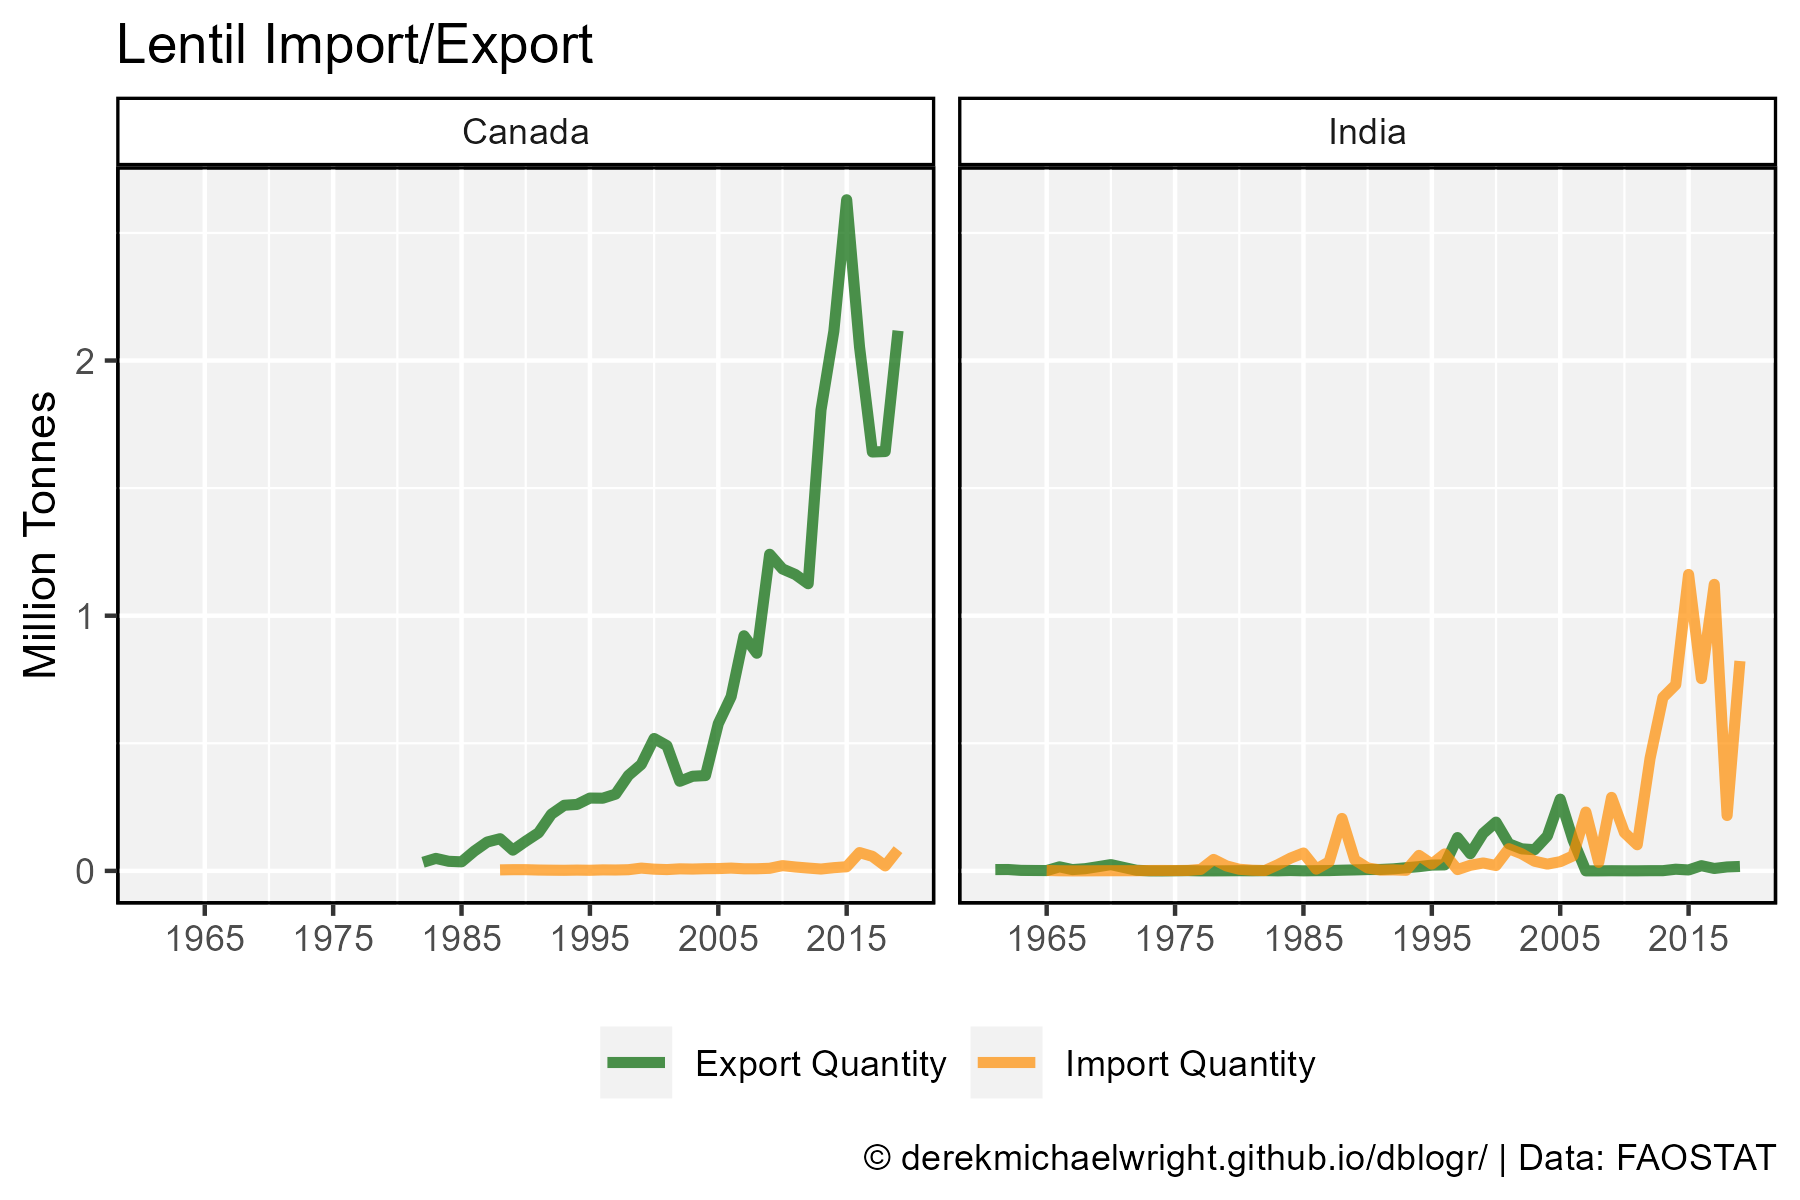 Lentil Import/Export
Canada
India
Million Tonnes
2
1
0
1965 1975 1985 1995 2005 2015
1965 1975 1985 1995 2005 2015
Export Quantity
Import Quantity
© derekmichaelwright.github.io/dblogr/ | Data: FAOSTAT